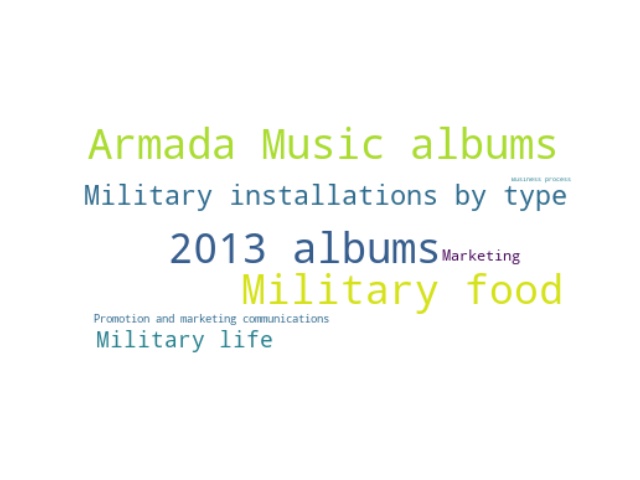 Armada Music albums
business process
Military installations by type
2013 albums
Marketing
Military food
Promotion and marketing communications
Military life